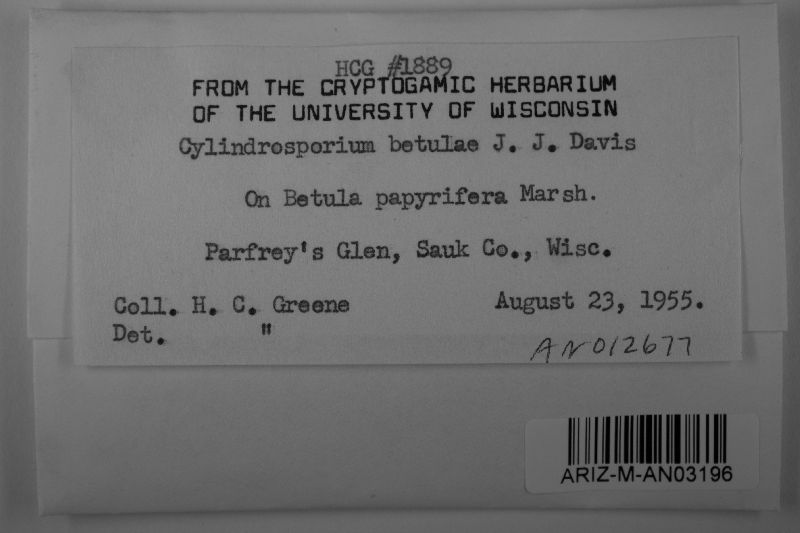 HCG #1889
FROM THE CRYPTOGAMIC HERBARIUM
OF THE UNIVERSITY OF WISCONSIN
Cylindrosporium betulae J. J. Davis
On Betula papyrifera Marsh.
Parfrey's Glen, Sauk Co., Wisc.
Coll. H. C. Greene August 23, 1955.
Det. "
AN012677
ARIZ-M-AN03196